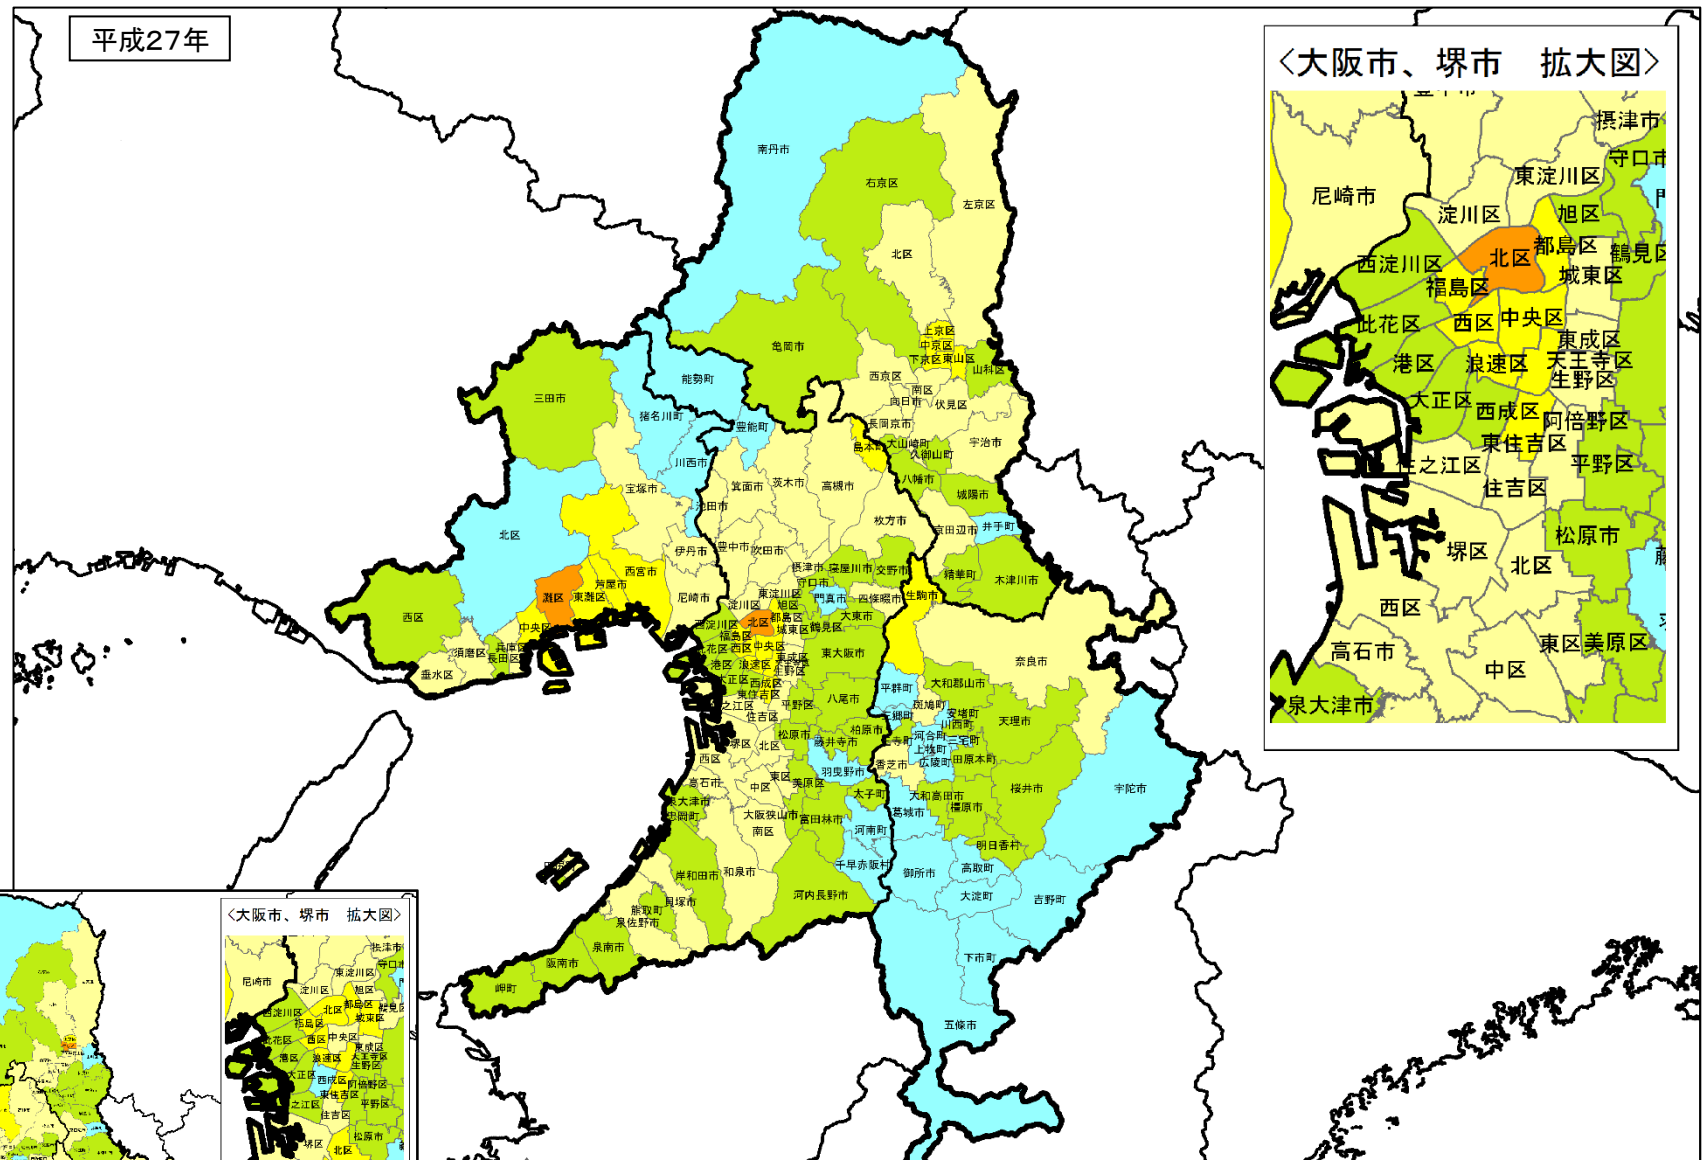 平成27年
<大阪市、堺市　拡大図>
摂津市
守口市
東淀川区
尼崎市
淀川区
旭区
都島区
鶴見区
北区
西淀川区
城東区
福島区
此花区
西区
中央区
東成区
港区
浪速区
天王寺区
生野区
大正区
西成区
阿倍野区
東住吉区
住之江区
平野区
住吉区
松原市
堺区
北区
西区
高石市
東区
美原区
中区
泉大津市
南丹市
右京区
左京区
北区
上京区
中京区
下京区
東山区
山科区
亀岡市
西京区
南区
向日市
伏見区
長岡京市
宇治市
大山崎町
久御山町
島本町
八幡市
城陽市
京田辺市
井手町
精華町
木津川市
能勢町
豊能町
三田市
猪名川町
川西市
宝塚市
池田市
箕面市
茨木市
高槻市
枚方市
北区
伊丹市
豊中市
吹田市
西宮市
芦屋市
灘区
東灘区
尼崎市
中央区
兵庫区
長田区
須磨区
垂水区
西区
摂津市
寝屋川市
交野市
守口市
門真市
四條畷市
生駒市
東淀川区
淀川区
旭区
都島区
北区
西淀川区
城東区
鶴見区
大東市
福島区
西区
中央区
東成区
港区
浪速区
生野区
東大阪市
大正区
西成区
東住吉区
平野区
八尾市
住吉区
柏原市
松原市
藤井寺市
堺区
北区
西区
東区
美原区
羽曳野市
中区
高石市
太子町
泉大津市
忠岡町
大阪狭山市
南区
富田林市
河南町
千早赤阪村
岸和田市
和泉市
河内長野市
貝塚市
熊取町
泉佐野市
泉南市
阪南市
岬町
奈良市
平群町
大和郡山市
斑鳩町
三郷町
安堵町
川西町
天理市
王寺町
河合町
三宅町
上牧町
広陵町
田原本町
香芝市
大和高田市
橿原市
桜井市
宇陀市
葛城市
明日香村
御所市
高取町
大淀町
吉野町
下市町
五條市
<大阪市、堺市　拡大図>
摂津市
守口市
東淀川区
尼崎市
淀川区
旭区
都島区
北区
西淀川区
城東区
鶴見区
福島区
此花区
西区
中央区
東成区
港区
浪速区
天王寺区
生野区
大正区
西成区
阿倍野区
東住吉区
住之江区
平野区
住吉区
堺区
松原市
北区